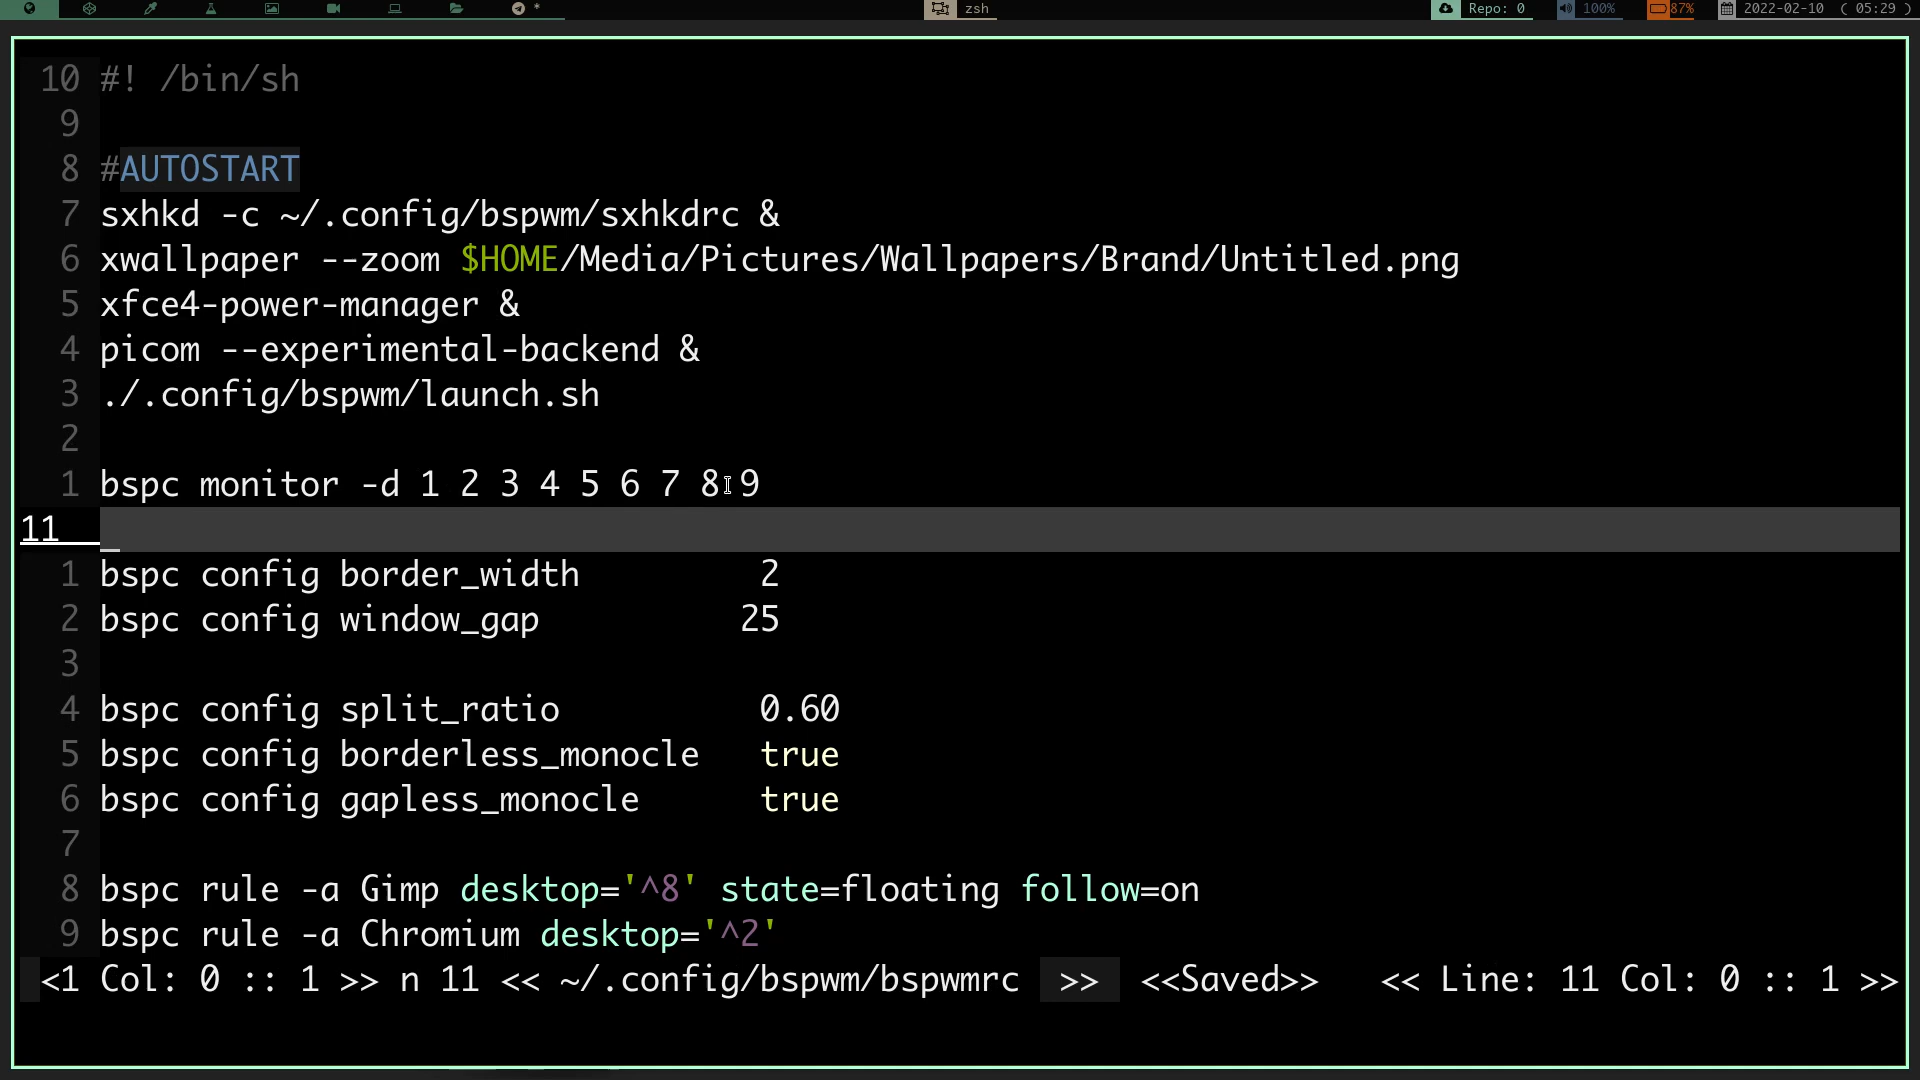 * zsh Repo: 0 100% 87% 2022-02-10 ( 05:29 )
10 #! /bin/sh
9
8 #AUTOSTART
7 sxhkd -c ~/.config/bspwm/sxhkdrc &
6 xwallpaper --zoom $HOME/Media/Pictures/Wallpapers/Brand/Untitled.png
5 xfce4-power-manager &
4 picom --experimental-backend &
3 ./.config/bspwm/launch.sh
2
1 bspc monitor -d 1 2 3 4 5 6 7 8 9
11
1 bspc config border_width 2
2 bspc config window_gap 25
3
4 bspc config split_ratio 0.60
5 bspc config borderless_monocle true
6 bspc config gapless_monocle true
7
8 bspc rule -a Gimp desktop='^8' state=floating follow=on
9 bspc rule -a Chromium desktop='^2'
<1 Col: 0 :: 1 >> n 11 << ~/.config/bspwm/bspwmrc >> <<Saved>> << Line: 11 Col: 0 :: 1 >>